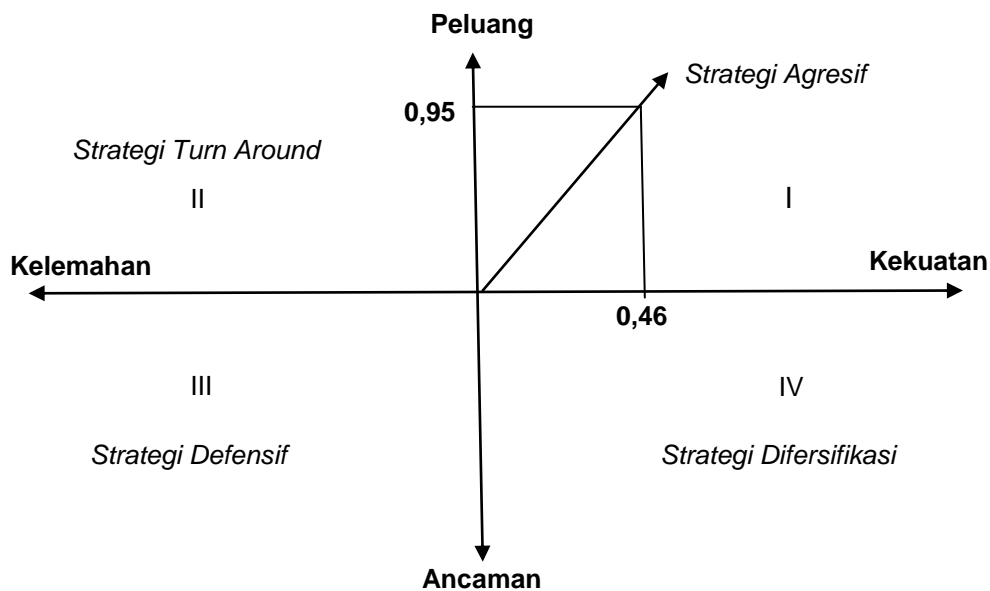 Peluang
Strategi Agresif
0,95
Strategi Turn Around
II
I
Kelemahan
Kekuatan
0,46
III
IV
Strategi Defensif
Strategi Difersifikasi
Ancaman